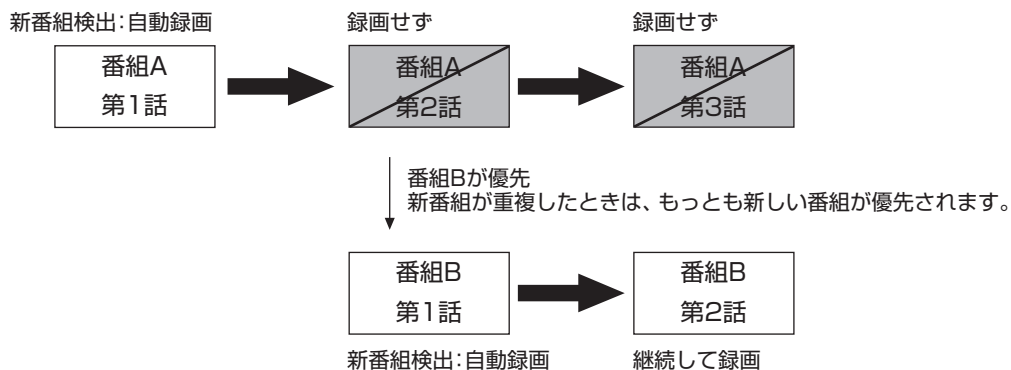 新番組検出：自動録画
録画せず
録画せず
番組A
第1話
番組A
第2話
番組A
第3話
番組Bが優先
新番組が重複したときは、もっとも新しい番組が優先されます。
番組B
第1話
番組B
第2話
新番組検出：自動録画
継続して録画